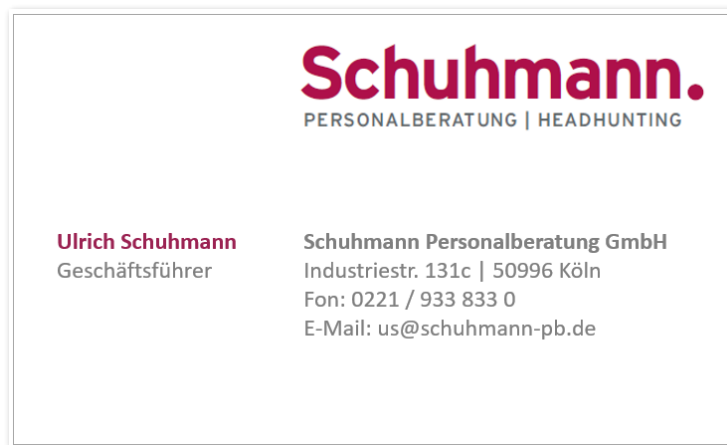 Schuhmann.
PERSONALBERATUNG | HEADHUNTING
Ulrich Schuhmann
Geschäftsführer
Schuhmann Personalberatung GmbH
Industriestr. 131c | 50996 Köln
Fon: 0221 / 933 833 0
E-Mail: us@schuhmann-pb.de